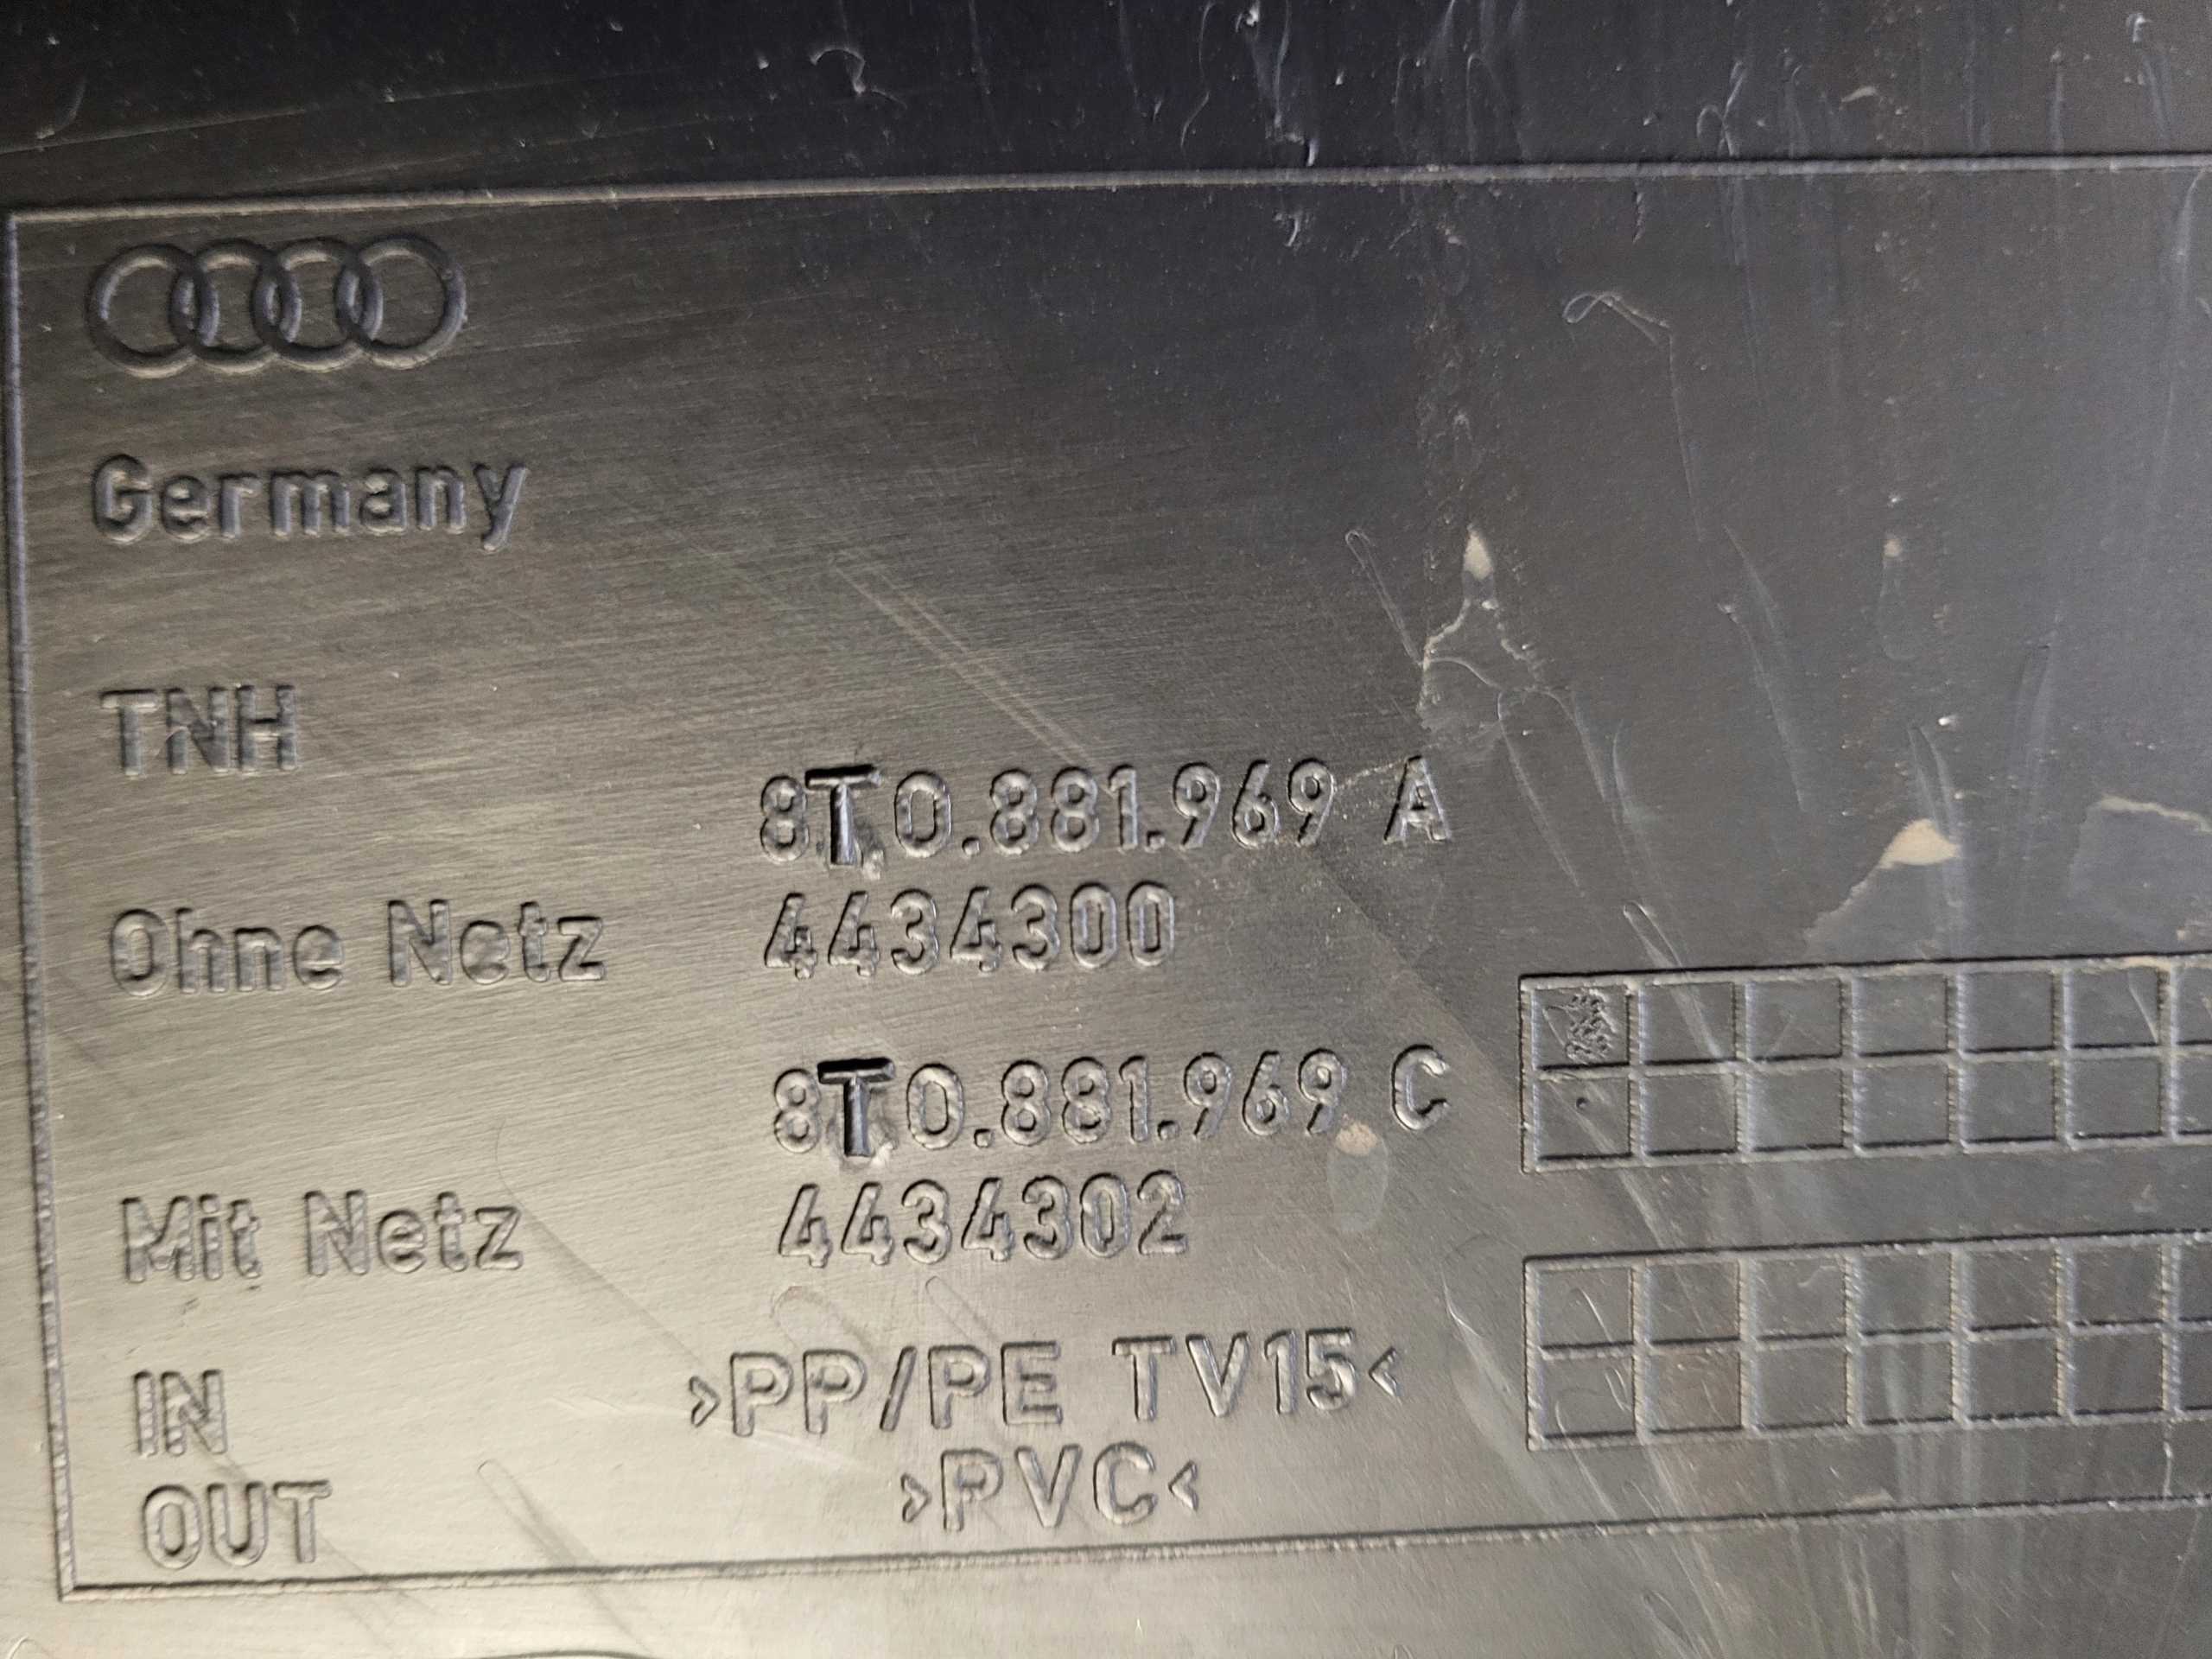 Germany
TNH
8T0.881.969 A
Ohne Netz 4434300
8T0.881.969 C
Mit Netz 4434302
IN >PP/PE TV15<
OUT >PVC<